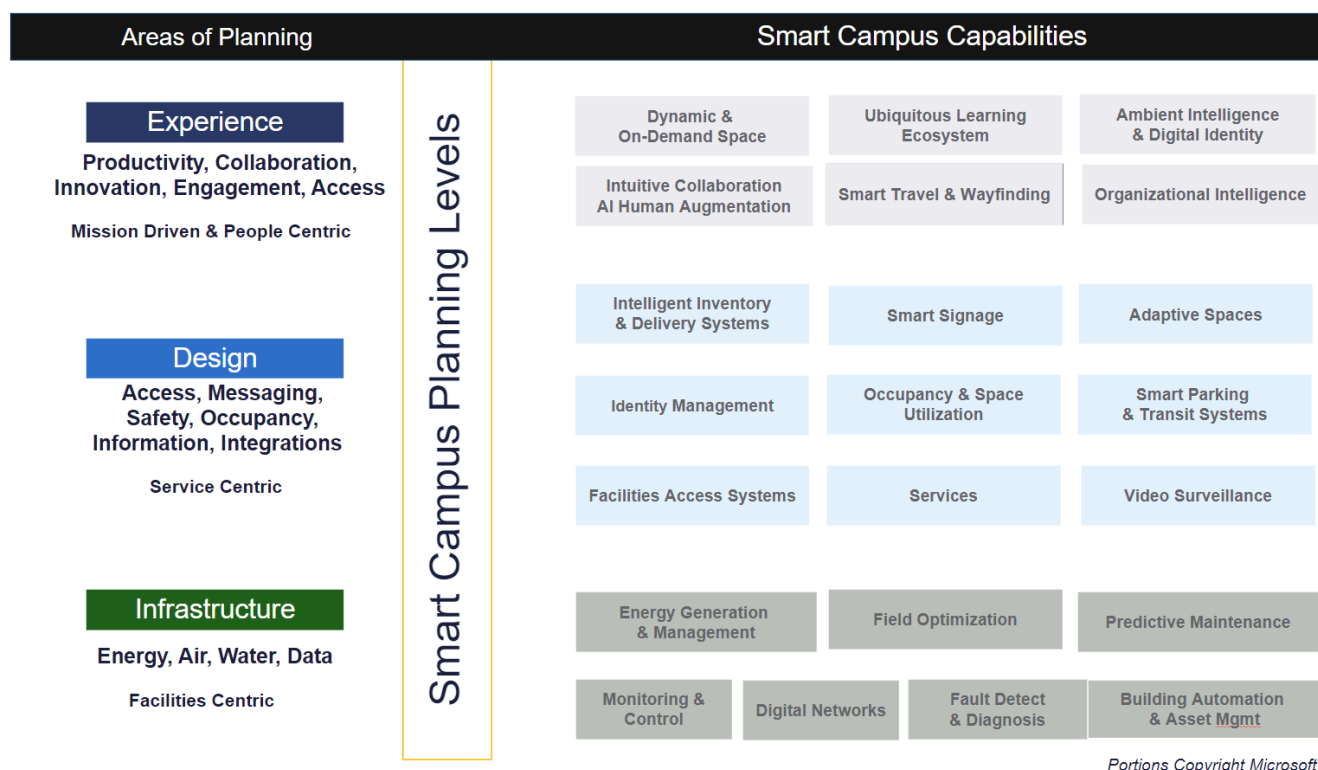 Areas of Planning
Smart Campus Capabilities
Smart Campus Planning Levels
Experience
Productivity, Collaboration,
Innovation, Engagement, Access
Mission Driven & People Centric
Dynamic &
On-Demand Space
Ubiquitous Learning
Ecosystem
Ambient Intelligence
& Digital Identity
Intuitive Collaboration
AI Human Augmentation
Smart Travel & Wayfinding
Organizational Intelligence
Design
Access, Messaging,
Safety, Occupancy,
Information, Integrations
Service Centric
Intelligent Inventory
& Delivery Systems
Smart Signage
Adaptive Spaces
Identity Management
Occupancy & Space
Utilization
Smart Parking
& Transit Systems
Facilities Access Systems
Services
Video Surveillance
Infrastructure
Energy, Air, Water, Data
Facilities Centric
Energy Generation
& Management
Field Optimization
Predictive Maintenance
Monitoring &
Control
Digital Networks
Fault Detect
& Diagnosis
Building Automation
& Asset Mgmt
Portions Copyright Microsoft